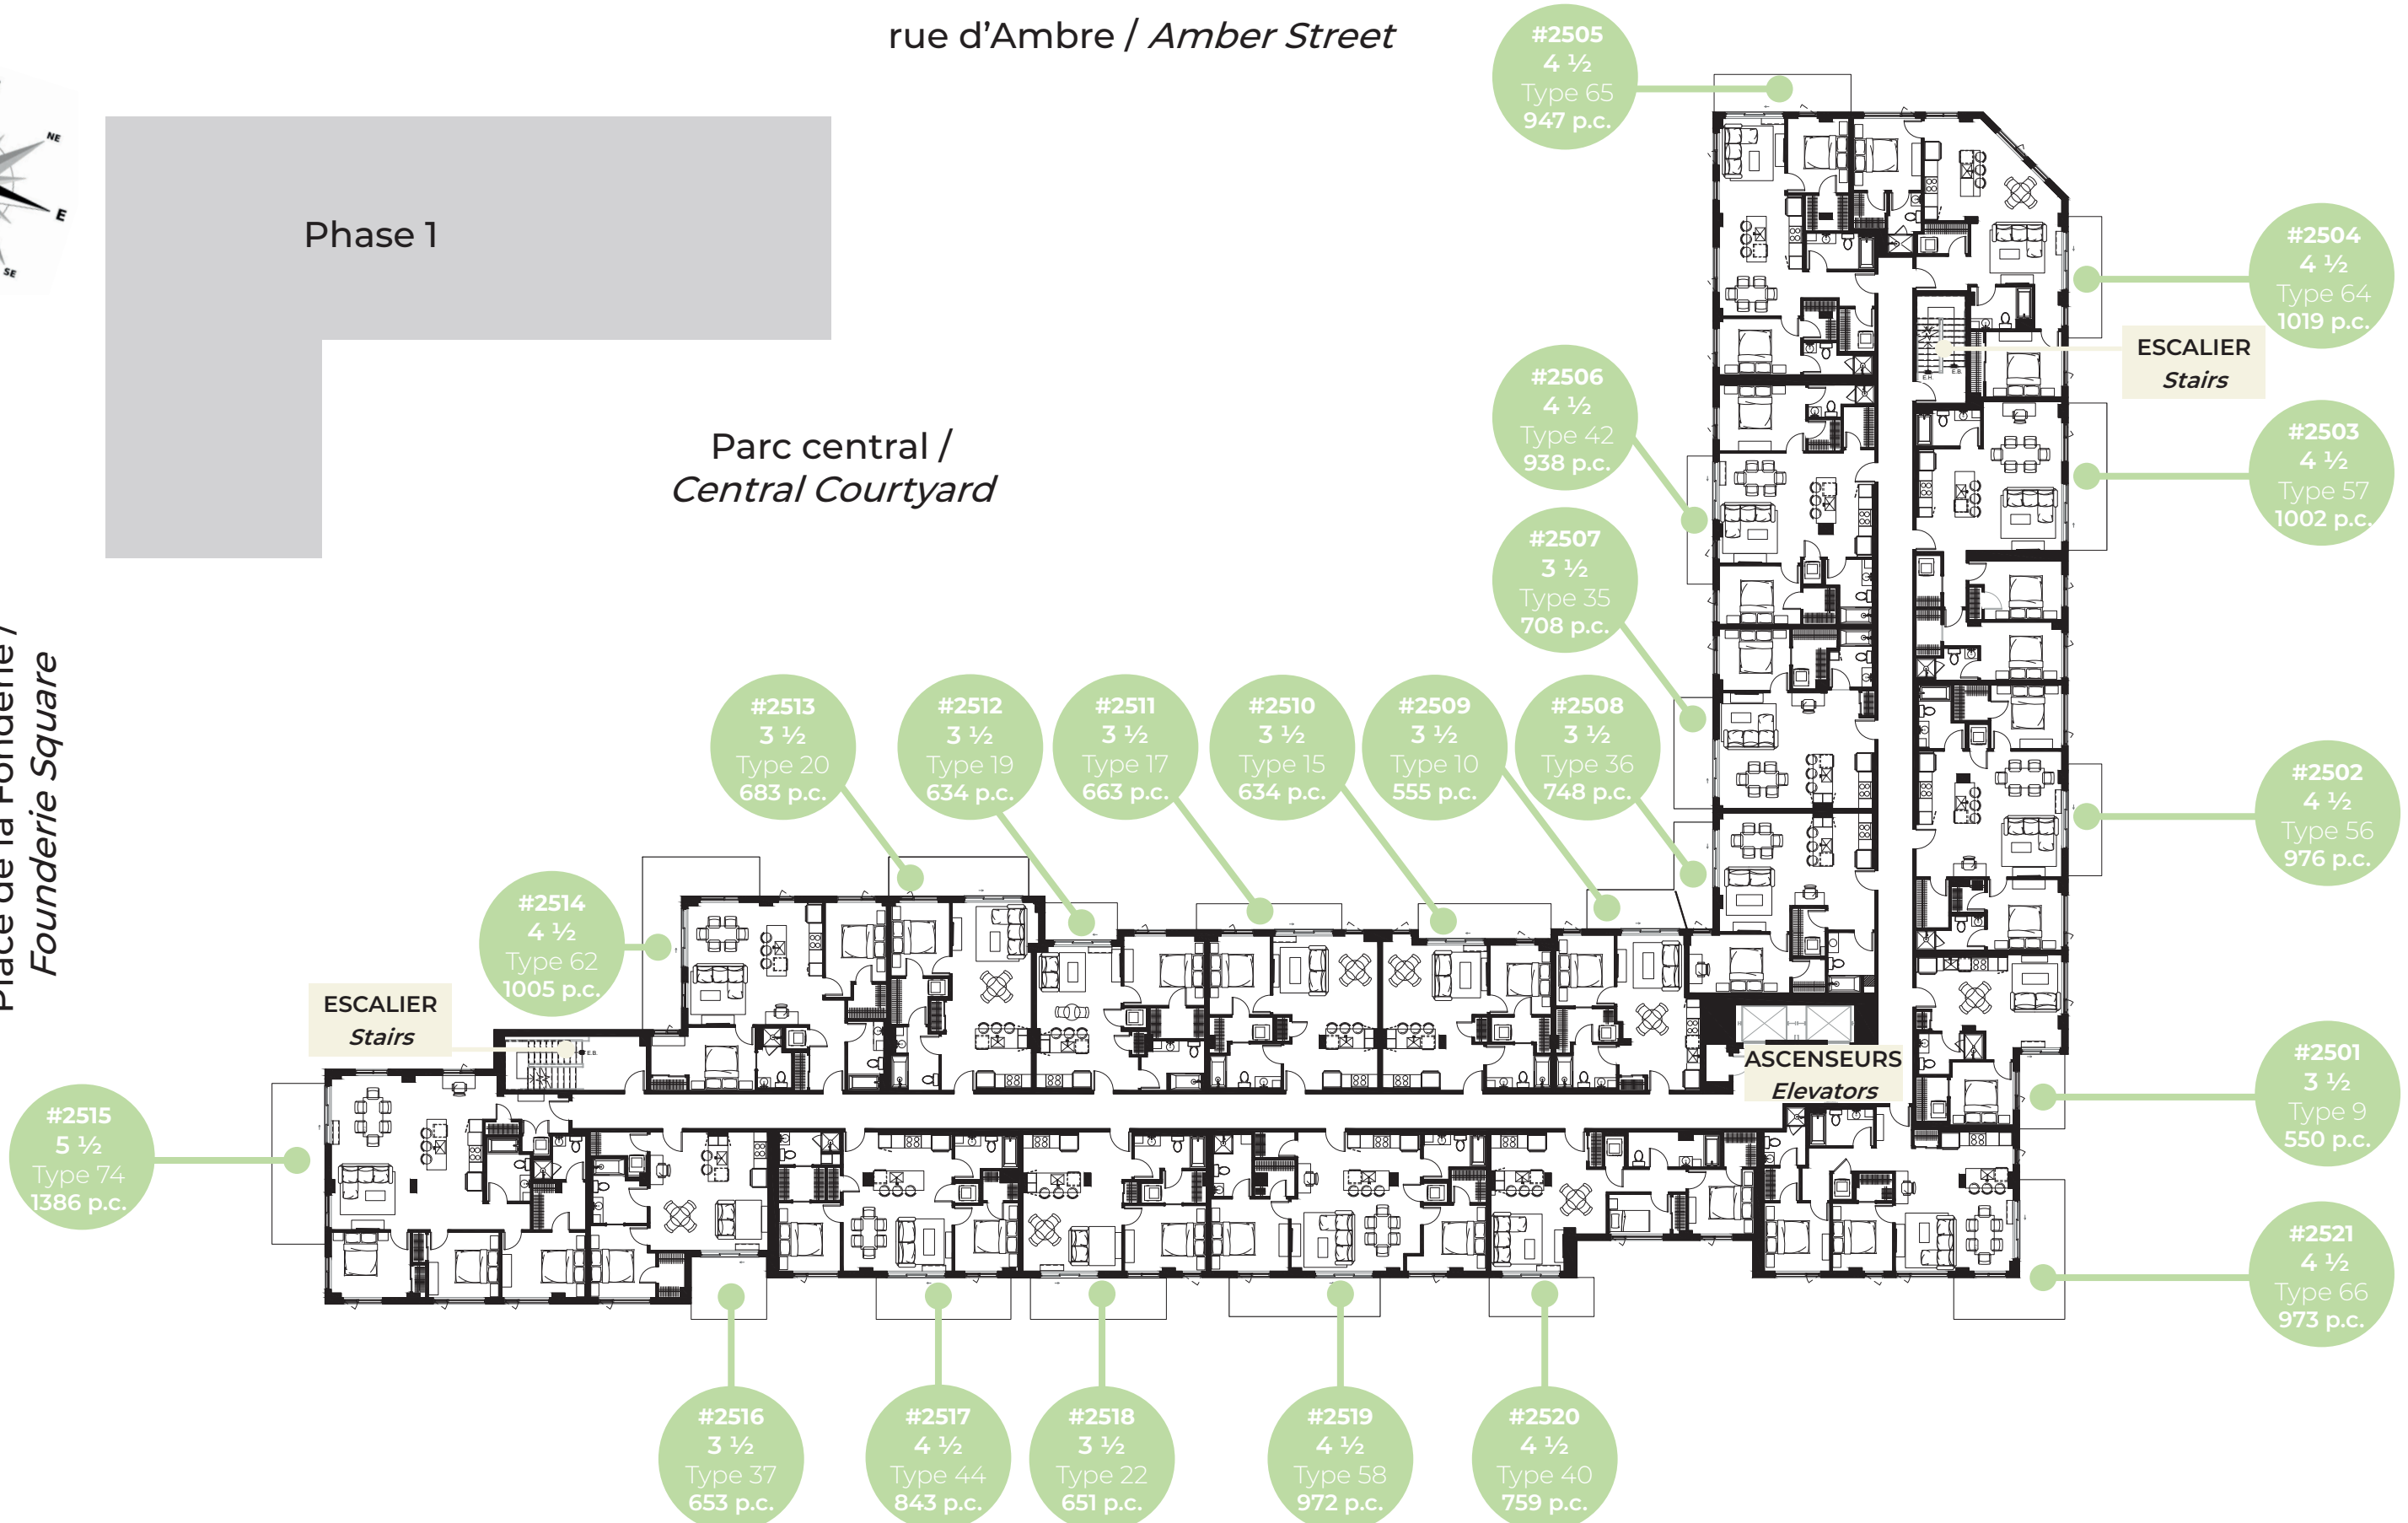 rue d'Ambre / Amber Street
NE
E
SE
Phase 1
Parc central /
Central Courtyard
Place de la Fonderie /
Founderie Square
#2505
4 ½
Type 65
947 p.c.
#2504
4 ½
Type 64
1019 p.c.
ESCALIER
Stairs
#2506
4 ½
Type 42
938 p.c.
#2503
4 ½
Type 57
1002 p.c.
#2507
3 ½
Type 35
708 p.c.
#2513
3 ½
Type 20
683 p.c.
#2512
3 ½
Type 19
634 p.c.
#2511
3 ½
Type 17
663 p.c.
#2510
3 ½
Type 15
634 p.c.
#2509
3 ½
Type 10
555 p.c.
#2508
3 ½
Type 36
748 p.c.
#2502
4 ½
Type 56
976 p.c.
#2514
4 ½
Type 62
1005 p.c.
ESCALIER
Stairs
E.B.
E.H.
E.B.
ASCENSEURS
Elevators
#2501
3 ½
Type 9
550 p.c.
#2515
5 ½
Type 74
1386 p.c.
#2521
4 ½
Type 66
973 p.c.
#2516
3 ½
Type 37
653 p.c.
#2517
4 ½
Type 44
843 p.c.
#2518
3 ½
Type 22
651 p.c.
#2519
4 ½
Type 58
972 p.c.
#2520
4 ½
Type 40
759 p.c.